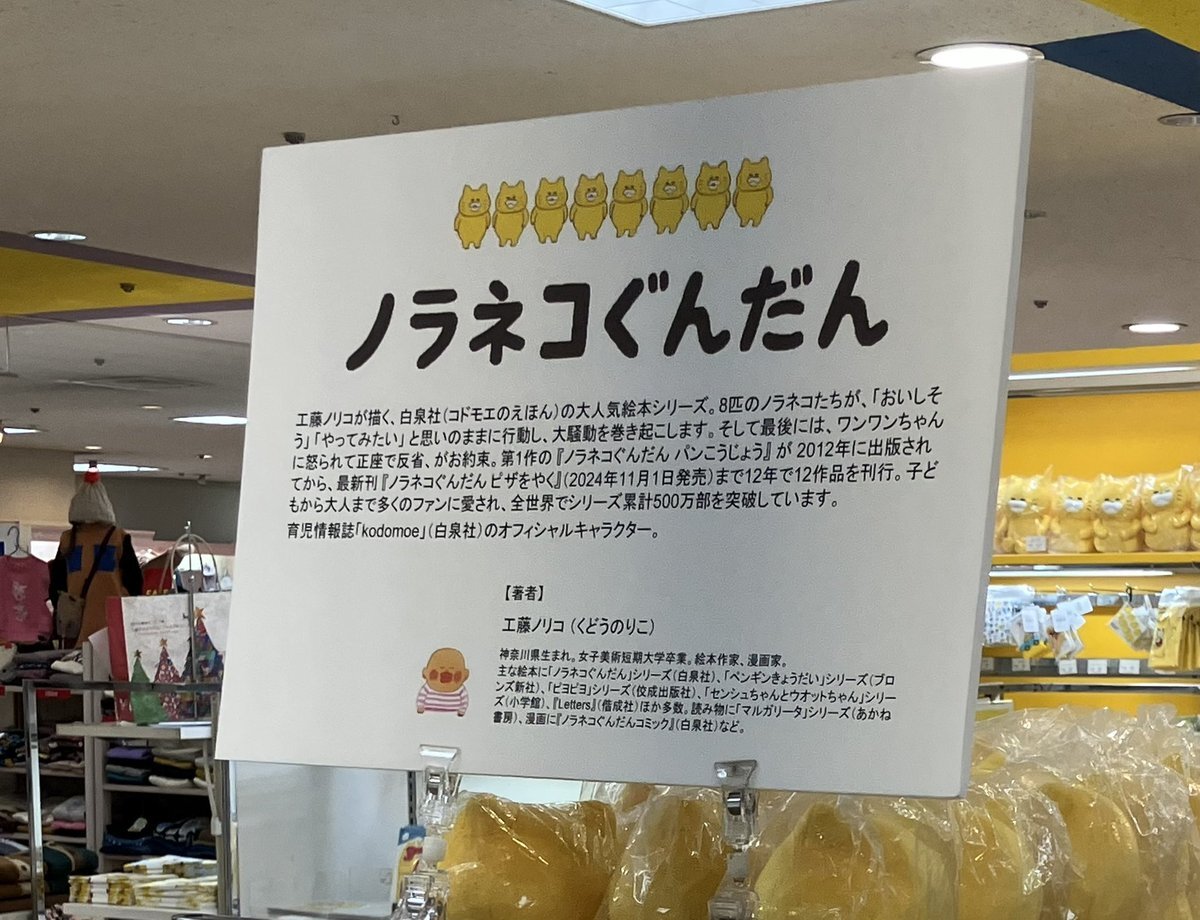 ノラネコぐんだん
工藤ノリコが描く、白泉社(コドモエのえほん)の大人気絵本シリーズ。8匹のノラネコたちが、「おいしそ
う」「やってみたい」と思いのままに行動し、大騒動を巻き起こします。そして最後には、ワンワンちゃん
に怒られて正座で反省、がお約束。第1作の『ノラネコぐんだん パンこうじょう』が 2012年に出版され
てから、最新刊『ノラネコぐんだん ピザをやく』(2024年11月1日発売)まで12年で12作品を刊行。子ど
もから大人まで多くのファンに愛され、全世界でシリーズ累計500万部を突破しています。
育児情報誌「kodomoe」(白泉社)のオフィシャルキャラクター。
【著者】
工藤ノリコ (くどうのりこ)
神奈川県生まれ。女子美術短期大学卒業。絵本作家、漫画家。
主な絵本に「ノラネコぐんだん」シリーズ(白泉社)、「ペンギンきょうだい」シリーズ(ブロ
ンズ新社)、「ピヨピヨ」シリーズ(佼成出版社)、「センシュちゃんとウオットちゃん」シリー
ズ(小学館)、『Letters』(偕成社)ほか多数。読み物に「マルガリータ」シリーズ(あかね
書房)、漫画に『ノラネコぐんだんコミック』(白泉社)など。